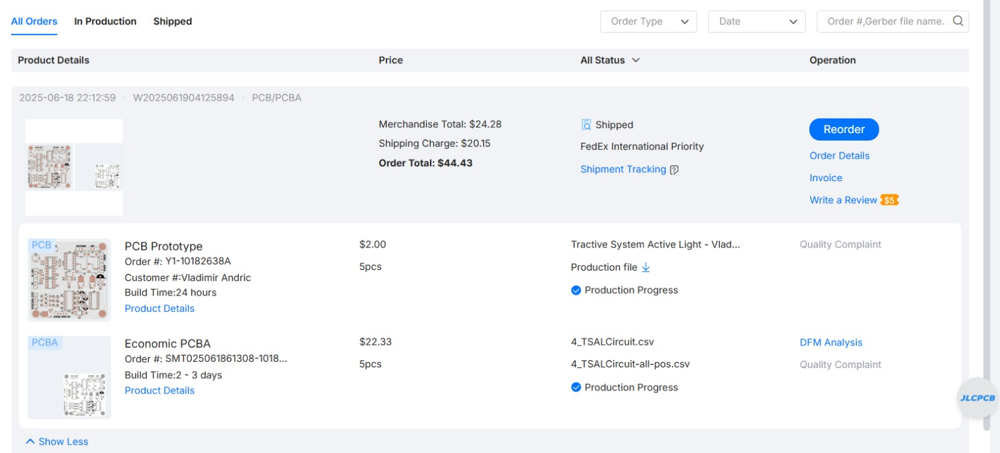 All Orders In Production Shipped Order Type Date Order #,Gerber file name..
Product Details Price All Status Operation
2025-06-18 22:12:59 W2025061904125894 PCB/PCBA
Merchandise Total: $24.28 Shipped Reorder
Shipping Charge: $20.15 FedEx International Priority Order Details
Order Total: $44.43 Shipment Tracking Invoice
Write a Review $5
PCB PCB Prototype $2.00 Tractive System Active Light - Vlad... Quality Complaint
Order #: Y1-10182638A 5pcs Production file
Customer #:Vladimir Andric
Build Time:24 hours Production Progress
Product Details
PCBA Economic PCBA $22.33 4_TSALCircuit.csv DFM Analysis
Order #: SMT025061861308-1018... 5pcs 4_TSALCircuit-all-pos.csv Quality Complaint
Build Time:2 - 3 days
Product Details Production Progress
JLCPCB
Show Less